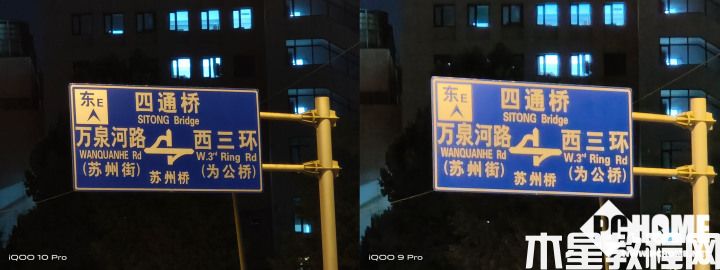 东E
四通桥
SITONG Bridge
万泉河路
WANQUANHE Rd
(苏州街)
西三环
W.3rd Ring Rd
(为公桥)
苏州桥
iQOO 10 Pro
东E
四通桥
SITONG Bridge
万泉河路
WANQUANHE Rd
(苏州街)
西三环
W.3rd Ring Rd
(为公桥)
苏州桥
iQOO 9 Pro
PCHOME
木星教程网